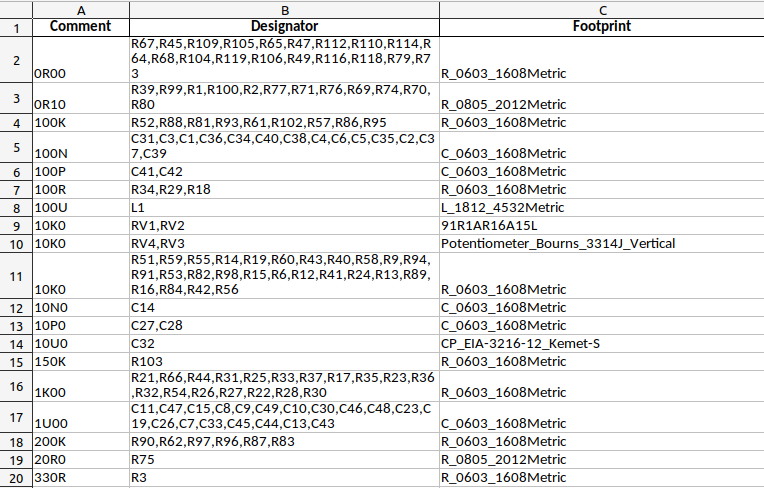 A B C
1 Comment Designator Footprint
R67,R45,R109,R105,R65,R47,R112,R110,R114,R
64,R68,R104,R119,R106,R49,R116,R118,R79,R7
2 0R00 3 R_0603_1608Metric
R39,R99,R1,R100,R2,R77,R71,R76,R69,R74,R70,
3 0R10 R80 R_0805_2012Metric
4 100K R52,R88,R81,R93,R61,R102,R57,R86,R95 R_0603_1608Metric
C31,C3,C1,C36,C34,C40,C38,C4,C6,C5,C35,C2,C3
5 100N 7,C39 C_0603_1608Metric
6 100P C41,C42 C_0603_1608Metric
7 100R R34,R29,R18 R_0603_1608Metric
8 100U L1 L_1812_4532Metric
9 10K0 RV1,RV2 91R1AR16A15L
10 10K0 RV4,RV3 Potentiometer_Bourns_3314J_Vertical
R51,R59,R55,R14,R19,R60,R43,R40,R58,R9,R94,
R91,R53,R82,R98,R15,R6,R12,R41,R24,R13,R89,
11 10K0 R16,R84,R42,R56 R_0603_1608Metric
12 10N0 C14 C_0603_1608Metric
13 10P0 C27,C28 C_0603_1608Metric
14 10U0 C32 CP_EIA-3216-12_Kemet-S
15 150K R103 R_0603_1608Metric
R21,R66,R44,R31,R25,R33,R37,R17,R35,R23,R36
16 1K00 ,R32,R54,R26,R27,R22,R28,R30 R_0603_1608Metric
C11,C47,C15,C8,C9,C49,C10,C30,C46,C48,C23,C
17 1U00 19,C26,C7,C33,C45,C44,C13,C43 C_0603_1608Metric
18 200K R90,R62,R97,R96,R87,R83 R_0603_1608Metric
19 20R0 R75 R_0805_2012Metric
20 330R R3 R_0603_1608Metric